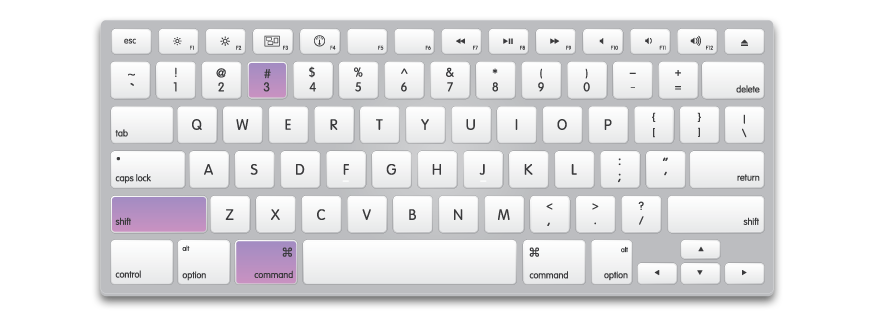 esc F1 F2 F3 F4 F5 F6 F7 F8 F9 F10 F11 F12
~ ! @ # $ % ^ & * ( ) – +
` 1 2 3 4 5 6 7 8 9 0 - = delete
tab Q W E R T Y U I O P { [ } ] | \
caps lock A S D F G H J K L : ; " ' return
shift Z X C V B N M < , > . ? / shift
alt ⌘ ⌘ alt
control option command command option